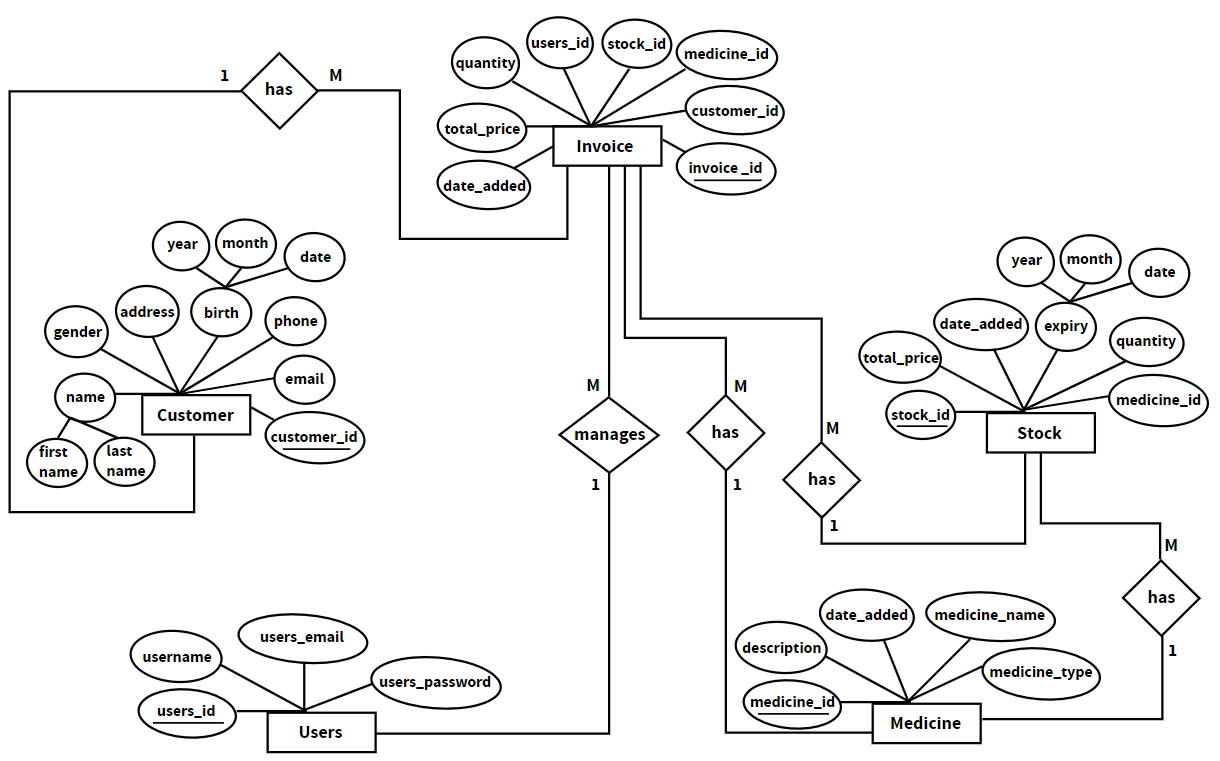 users_id
stock_id
medicine_id
quantity
1
M
has
customer_id
total_price
Invoice
invoice _id
date_added
year
month
date
address
birth
phone
gender
email
name
Customer
customer_id
first
name
last
name
year
month
date
date_added
expiry
quantity
total_price
medicine_id
stock_id
Stock
M
manages
1
M
has
1
M
has
1
M
has
1
username
users_email
users_password
users_id
Users
date_added
medicine_name
description
medicine_type
medicine_id
Medicine